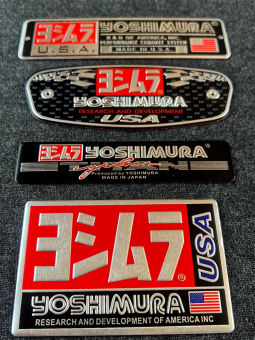 ヨシムラ YOSHIMURA
R & D OF AMERICA, INC.
PERFORMANCE EXHAUST SYSTEM
U.S.A. MADE IN U.S.A.
ヨシムラ
YOSHIMURA
RESEARCH AND DEVELOPMENT
USA
ヨシムラ YOSHIMURA
Produced by YOSHIMURA
MADE IN JAPAN
ヨシムラ® USA
YOSHIMURA
RESEARCH AND DEVELOPMENT OF AMERICA INC